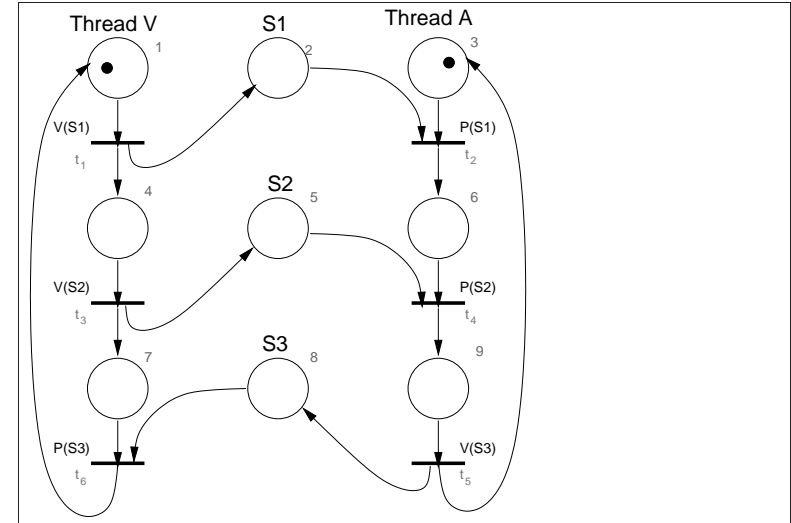 Thread V
S1
Thread A
1
2
3
V(S1)
P(S1)
t1
t2
4
S2
5
6
V(S2)
P(S2)
t3
t4
7
S3
8
9
P(S3)
V(S3)
t6
t5